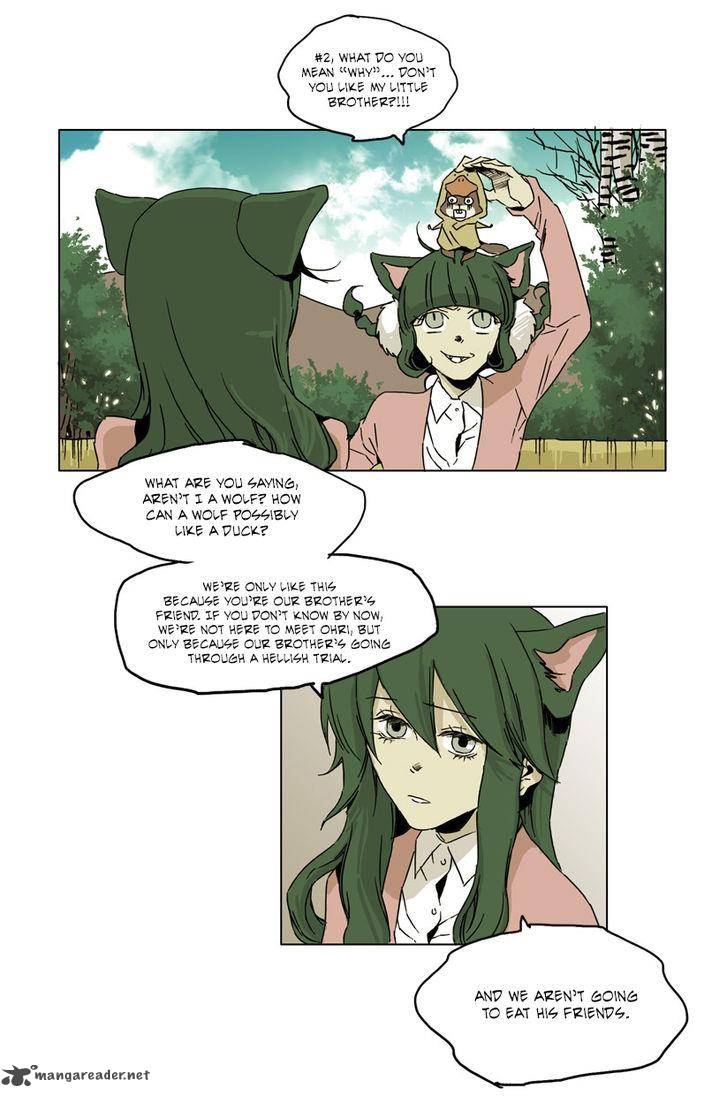 #2, WHAT DO YOU
MEAN "WHY"... DON'T
YOU LIKE MY LITTLE
BROTHER?!!!
WHAT ARE YOU SAYING,
AREN'T I A WOLF? HOW
CAN A WOLF POSSIBLY
LIKE A DUCK?
WE'RE ONLY LIKE THIS
BECAUSE YOU'RE OUR BROTHER'S
FRIEND. IF YOU DON'T KNOW BY NOW,
WE'RE NOT HERE TO MEET OHRI, BUT
ONLY BECAUSE OUR BROTHER'S GOING
THROUGH A HELLISH TRIAL.
AND WE AREN'T GOING
TO EAT HIS FRIENDS.
mangareader.net